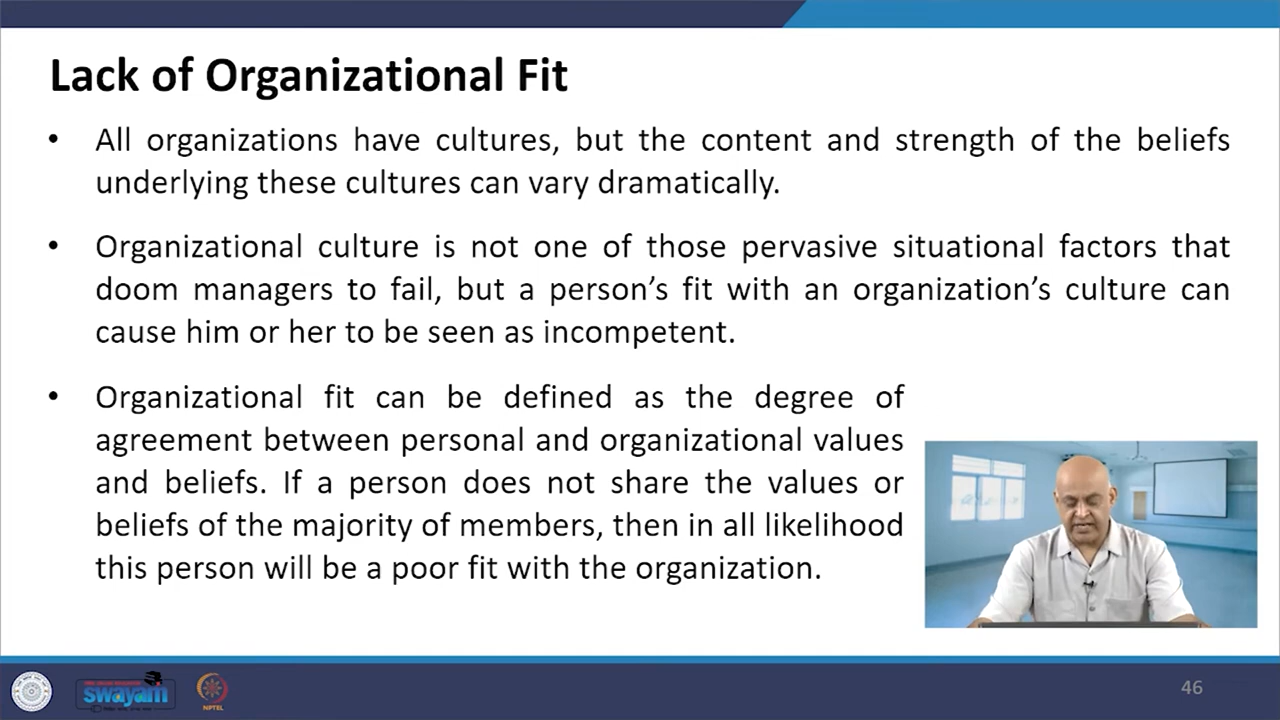 Lack of Organizational Fit
• All organizations have cultures, but the content and strength of the beliefs
underlying these cultures can vary dramatically.
• Organizational culture is not one of those pervasive situational factors that
doom managers to fail, but a person’s fit with an organization’s culture can
cause him or her to be seen as incompetent.
• Organizational fit can be defined as the degree of
agreement between personal and organizational values
and beliefs. If a person does not share the values or
beliefs of the majority of members, then in all likelihood
this person will be a poor fit with the organization.
swayam
NPTEL
46